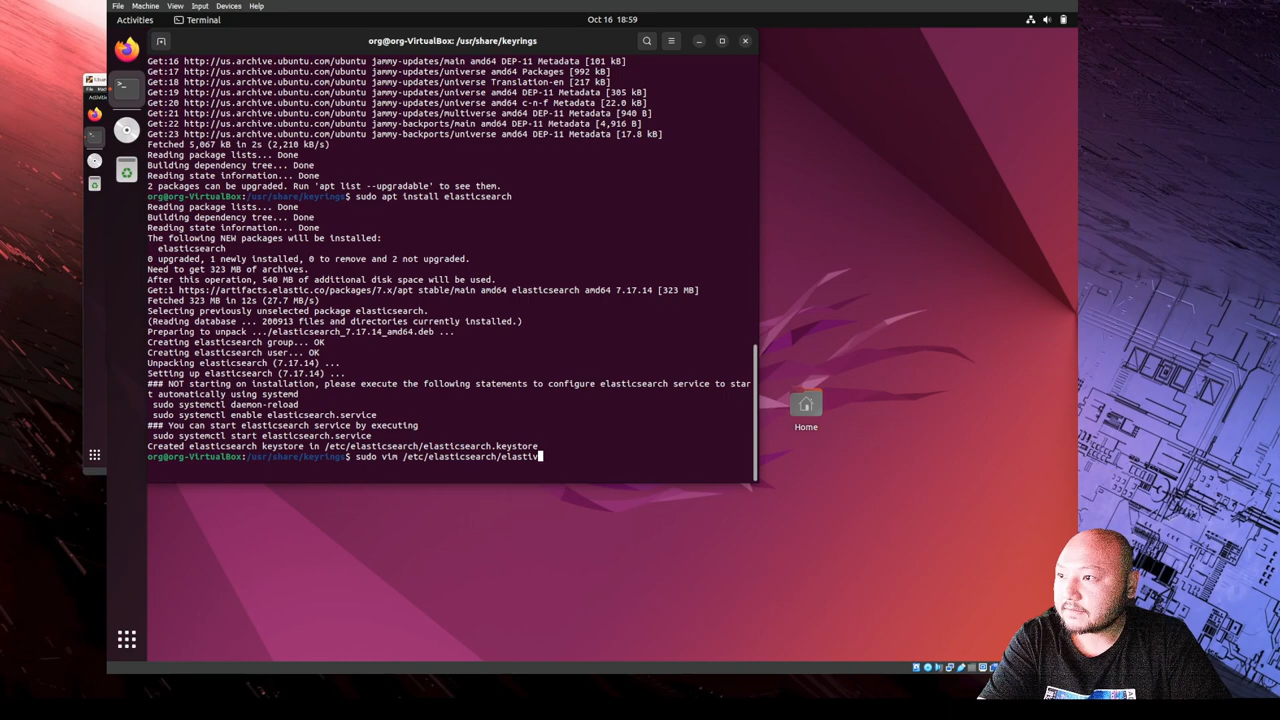 File Machine View Input Devices Help
Activities Terminal Oct 16 18:59
org@org-VirtualBox: /usr/share/keyrings
Get:16 http://us.archive.ubuntu.com/ubuntu jammy-updates/main amd64 DEP-11 Metadata [101 kB]
Get:17 http://us.archive.ubuntu.com/ubuntu jammy-updates/universe amd64 Packages [992 kB]
Get:18 http://us.archive.ubuntu.com/ubuntu jammy-updates/universe Translation-en [217 kB]
Get:19 http://us.archive.ubuntu.com/ubuntu jammy-updates/universe amd64 DEP-11 Metadata [305 kB]
Get:20 http://us.archive.ubuntu.com/ubuntu jammy-updates/universe amd64 c-n-f Metadata [22.0 kB]
Get:21 http://us.archive.ubuntu.com/ubuntu jammy-updates/multiverse amd64 DEP-11 Metadata [940 B]
Get:22 http://us.archive.ubuntu.com/ubuntu jammy-backports/main amd64 DEP-11 Metadata [4,916 B]
Get:23 http://us.archive.ubuntu.com/ubuntu jammy-backports/universe amd64 DEP-11 Metadata [17.8 kB]
Fetched 5,067 kB in 2s (2,210 kB/s)
Reading package lists... Done
Building dependency tree... Done
Reading state information... Done
2 packages can be upgraded. Run 'apt list --upgradable' to see them.
org@org-VirtualBox:/usr/share/keyrings$ sudo apt install elasticsearch
Reading package lists... Done
Building dependency tree... Done
Reading state information... Done
The following NEW packages will be installed:
elasticsearch
0 upgraded, 1 newly installed, 0 to remove and 2 not upgraded.
Need to get 323 MB of archives.
After this operation, 540 MB of additional disk space will be used.
Get:1 https://artifacts.elastic.co/packages/7.x/apt stable/main amd64 elasticsearch amd64 7.17.14 [323 MB]
Fetched 323 MB in 12s (27.7 MB/s)
Selecting previously unselected package elasticsearch.
(Reading database ... 200913 files and directories currently installed.)
Preparing to unpack .../elasticsearch_7.17.14_amd64.deb ...
Creating elasticsearch group... OK
Creating elasticsearch user... OK
Unpacking elasticsearch (7.17.14) ...
Setting up elasticsearch (7.17.14) ...
### NOT starting on installation, please execute the following statements to configure elasticsearch service to star
t automatically using systemd
sudo systemctl daemon-reload
sudo systemctl enable elasticsearch.service
### You can start elasticsearch service by executing
sudo systemctl start elasticsearch.service
Created elasticsearch keystore in /etc/elasticsearch/elasticsearch.keystore
org@org-VirtualBox:/usr/share/keyrings$ sudo vim /etc/elasticsearch/elastiv
Home